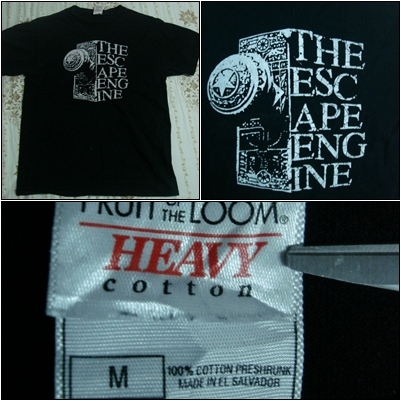 THE
ESC
APE
ENG
INE
THE
ESC
APE
ENG
INE
FRUIT OF
THE LOOM®
HEAVY
cotton
M
100% COTTON PRESHRUNK
MADE IN EL SALVADOR